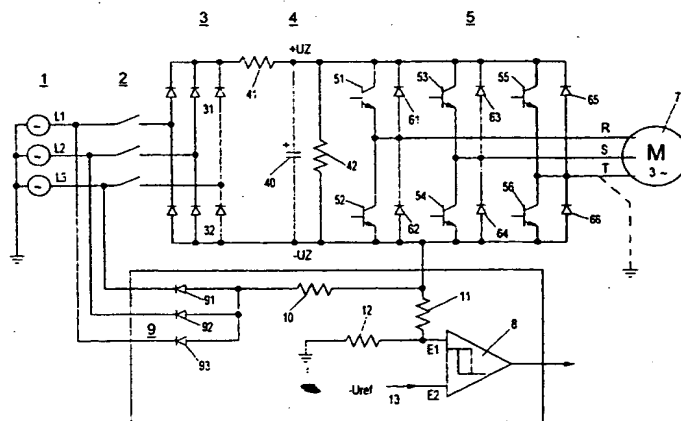 3 4 5
1 2
+UZ
41
51 53 55
7
L1 31 61 63 65
R
L2 40 42 S M
3 ~
L3 T
52 54 56
32 62 64 66
-UZ
91 10 11
12 8
9 92
E1
93
-Uref 13 E2